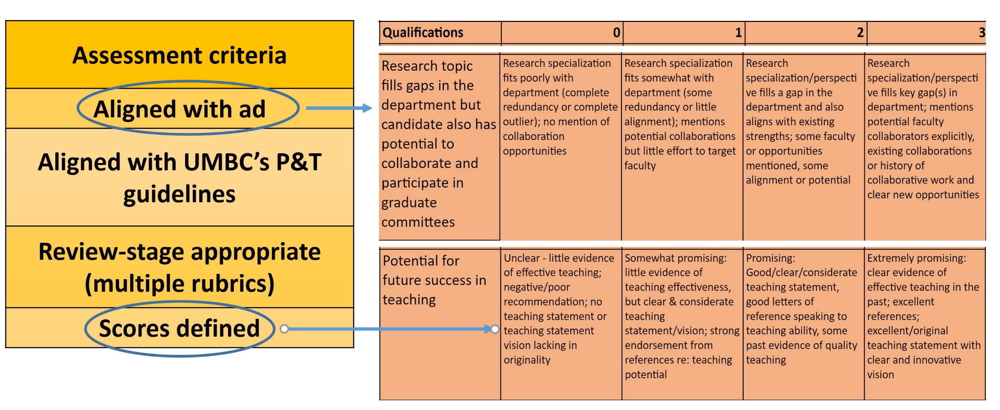 Assessment criteria
Aligned with ad
Aligned with UMBC’s P&T
guidelines
Review-stage appropriate
(multiple rubrics)
Scores defined
Qualifications
0
1
2
3
Research topic
fills gaps in the
department but
candidate also has
potential to
collaborate and
participate in
graduate
committees
Research specialization
fits poorly with
department (complete
redundancy or complete
outlier); no mention of
collaboration
opportunities
Research specialization
fits somewhat with
department (some
redundancy or little
alignment); mentions
potential collaborations
but little effort to target
faculty
Research
specialization/perspecti
ve fills a gap in the
department and also
aligns with existing
strengths; some faculty
or opportunities
mentioned, some
alignment or potential
Research
specialization/perspecti
ve fills key gap(s) in
department; mentions
potential faculty
collaborators explicitly,
existing collaborations
or history of
collaborative work and
clear new opportunities
Potential for
future success in
teaching
Unclear - little evidence
of effective teaching;
negative/poor
recommendation; no
teaching statement or
teaching statement
vision lacking in
originality
Somewhat promising:
little evidence of
teaching effectiveness,
but clear & considerate
teaching
statement/vision; strong
endorsement from
references re: teaching
potential
Promising:
Good/clear/considerate
teaching statement,
good letters of
reference speaking to
teaching ability, some
past evidence of quality
teaching
Extremely promising:
clear evidence of
effective teaching in the
past; excellent
references;
excellent/original
teaching statement with
clear and innovative
vision